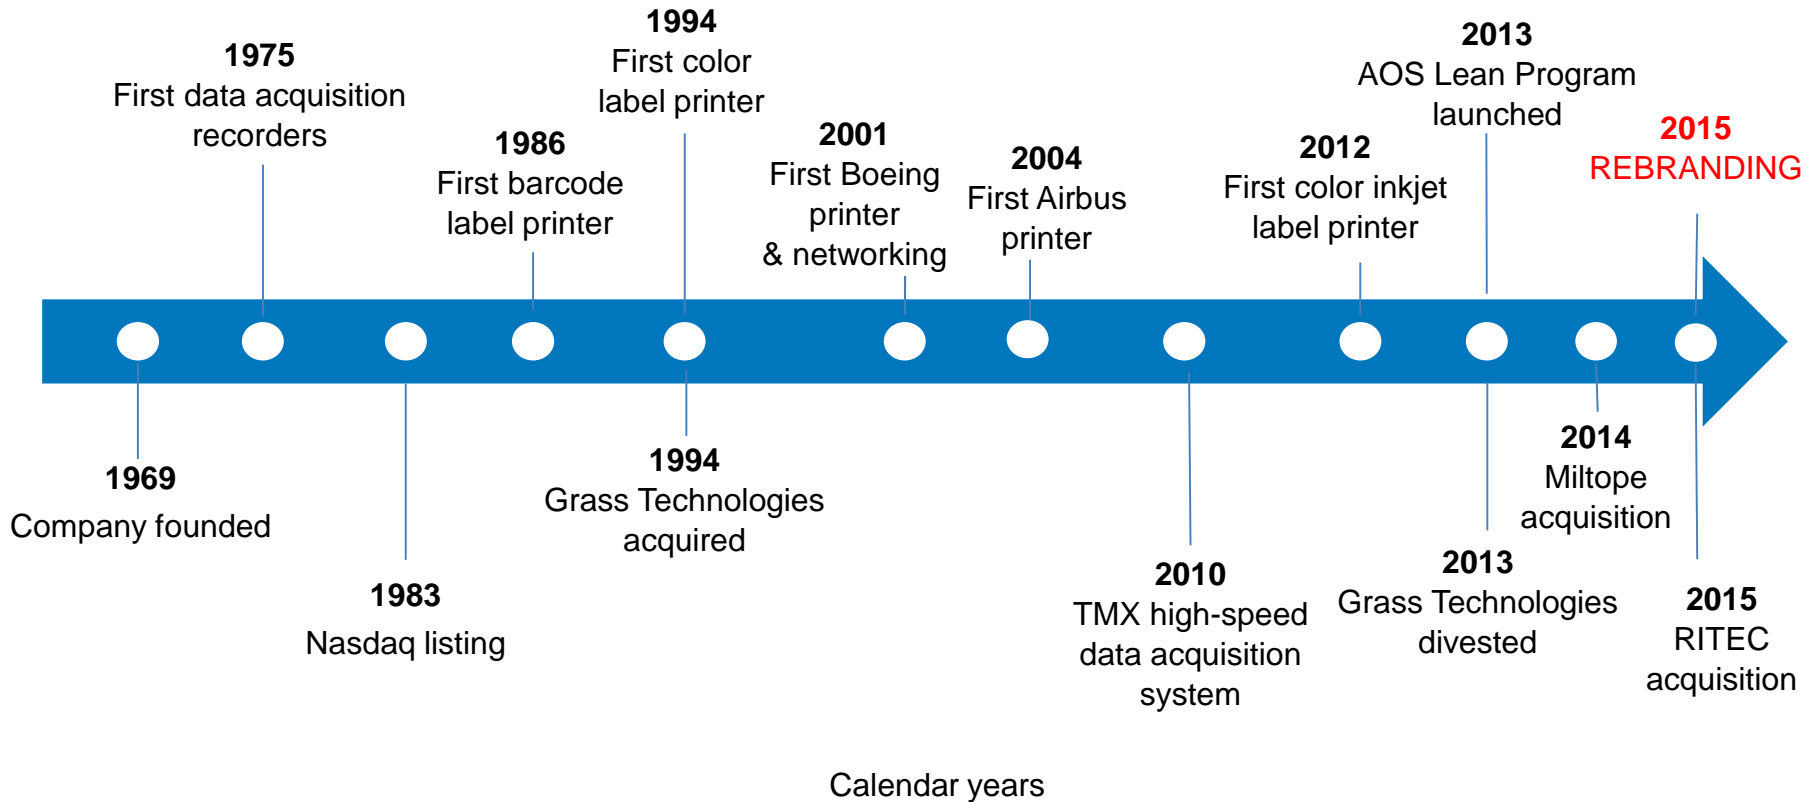 1975
First data acquisition
recorders
1986
First barcode
label printer
1994
First color
label printer
2001
First Boeing
printer
& networking
2004
First Airbus
printer
2012
First color inkjet
label printer
2013
AOS Lean Program
launched
2015
REBRANDING
1969
Company founded
1983
Nasdaq listing
1994
Grass Technologies
acquired
2010
TMX high-speed
data acquisition
system
2013
Grass Technologies
divested
2014
Miltope
acquisition
2015
RITEC
acquisition
Calendar years